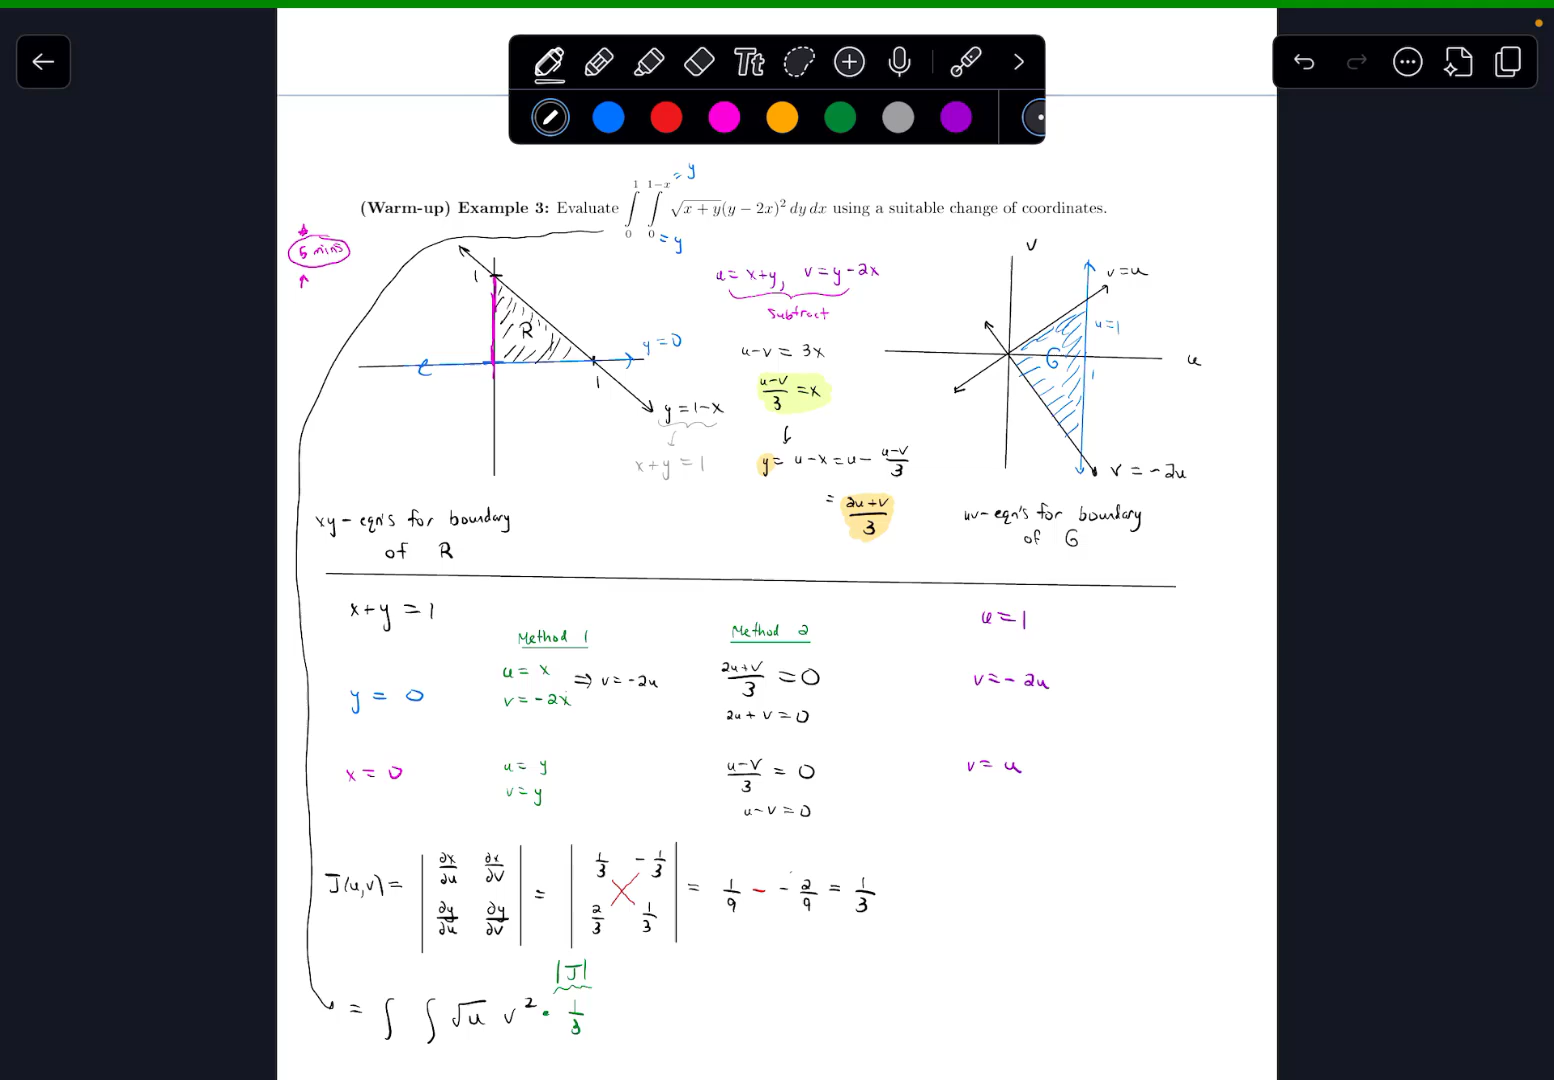 Tt
= y
(Warm-up) Example 3: Evaluate ∫₀¹ ∫₀^{1−x} √(x + y)(y − 2x)² dy dx using a suitable change of coordinates.
= y
5 mins
1
R
y = 0
1
y = 1-x
x+y = 1
u = x+y, v = y-2x
subtract
u-v = 3x
(u-v)/3 = x
y = u-x = u - (u-v)/3
= (2u+v)/3
v
v = u
u = 1
G
u
1
v = -2u
xy-eqn's for boundary
of R
uv-eqn's for boundary
of G
x+y = 1
u = 1
Method 1
Method 2
y = 0
u = x
v = -2x
⇒ v = -2u
(2u+v)/3 = 0
2u + v = 0
v = -2u
x = 0
u = y
v = y
(u-v)/3 = 0
u-v = 0
v = u
J(u,v) = | ∂x/∂u ∂x/∂v ; ∂y/∂u ∂y/∂v | = | 1/3 -1/3 ; 2/3 1/3 | = 1/9 - -2/9 = 1/3
|J|
= ∫ ∫ √u v² · 1/3